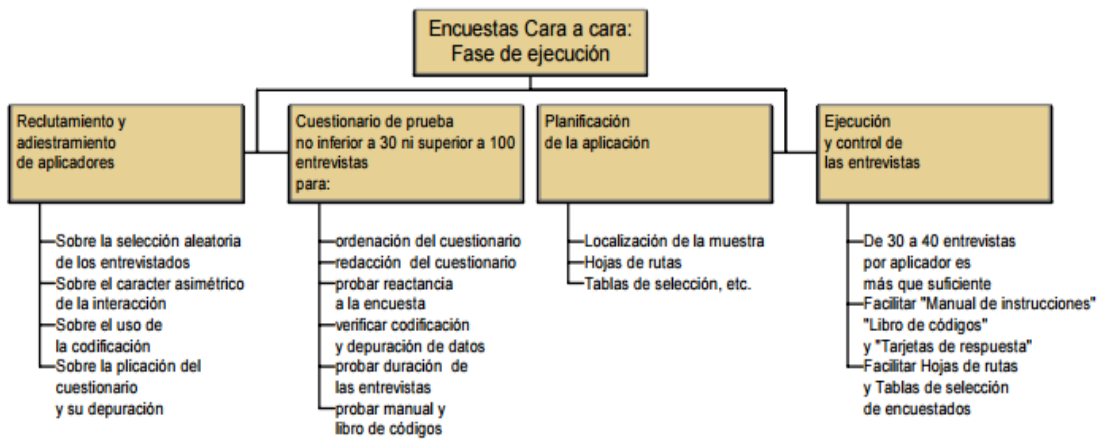 Encuestas Cara a cara:
Fase de ejecución
Reclutamiento y
adiestramiento
de aplicadores
Sobre la selección aleatoria
de los entrevistados
Sobre el caracter asimétrico
de la interacción
Sobre el uso de
la codificación
Sobre la plicación del
cuestionario
y su depuración
Cuestionario de prueba
no inferior a 30 ni superior a 100
entrevistas
para:
ordenación del cuestionario
redacción del cuestionario
probar reactancia
a la encuesta
verificar codificación
y depuración de datos
probar duración de
las entrevistas
probar manual y
libro de códigos
Planificación
de la aplicación
Localización de la muestra
Hojas de rutas
Tablas de selección, etc.
Ejecución
y control de
las entrevistas
De 30 a 40 entrevistas
por aplicador es
más que suficiente
Facilitar "Manual de instrucciones"
"Libro de códigos"
y "Tarjetas de respuesta"
Facilitar Hojas de rutas
y Tablas de selección
de encuestados